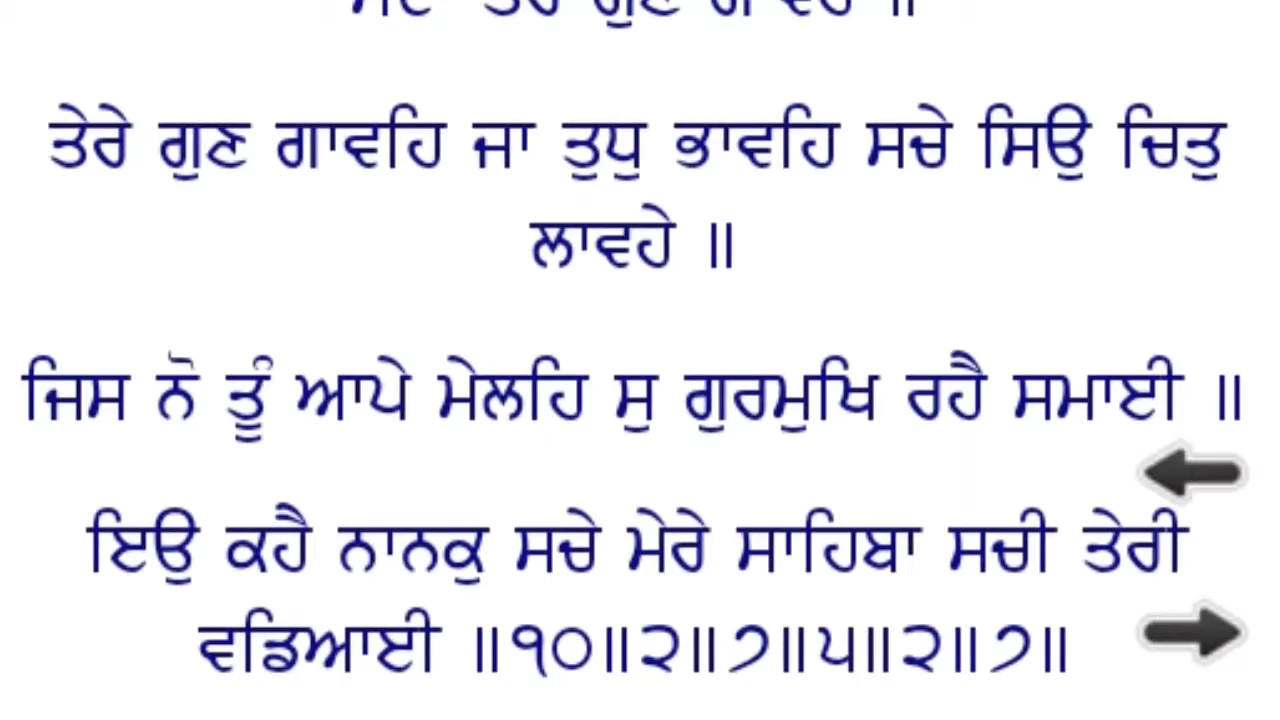 ਤੇਰੇ ਗੁਣ ਗਾਵਹਿ ਜਾ ਤੁਧੁ ਭਾਵਹਿ ਸਚੇ ਸਿਉ ਚਿਤੁ
ਲਾਵਹੇ ॥
ਜਿਸ ਨੋ ਤੂੰ ਆਪੇ ਮੇਲਹਿ ਸੁ ਗੁਰਮੁਖਿ ਰਹੈ ਸਮਾਈ ॥
ਇਉ ਕਹੈ ਨਾਨਕੁ ਸਚੇ ਮੇਰੇ ਸਾਹਿਬਾ ਸਚੀ ਤੇਰੀ
ਵਡਿਆਈ ॥੧੦॥੨॥੭॥੫॥੨॥੭॥